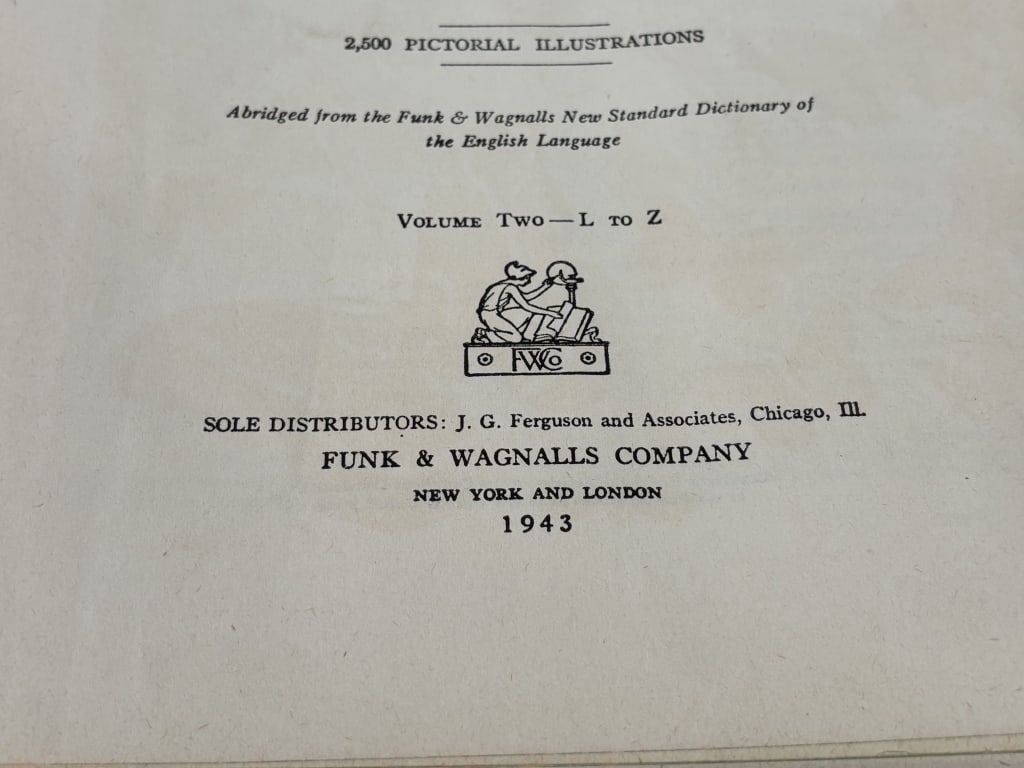 2,500 PICTORIAL ILLUSTRATIONS
Abridged from the Funk & Wagnalls New Standard Dictionary of
the English Language
VOLUME TWO — L TO Z
FWCo
SOLE DISTRIBUTORS: J. G. Ferguson and Associates, Chicago, Ill.
FUNK & WAGNALLS COMPANY
NEW YORK AND LONDON
1943